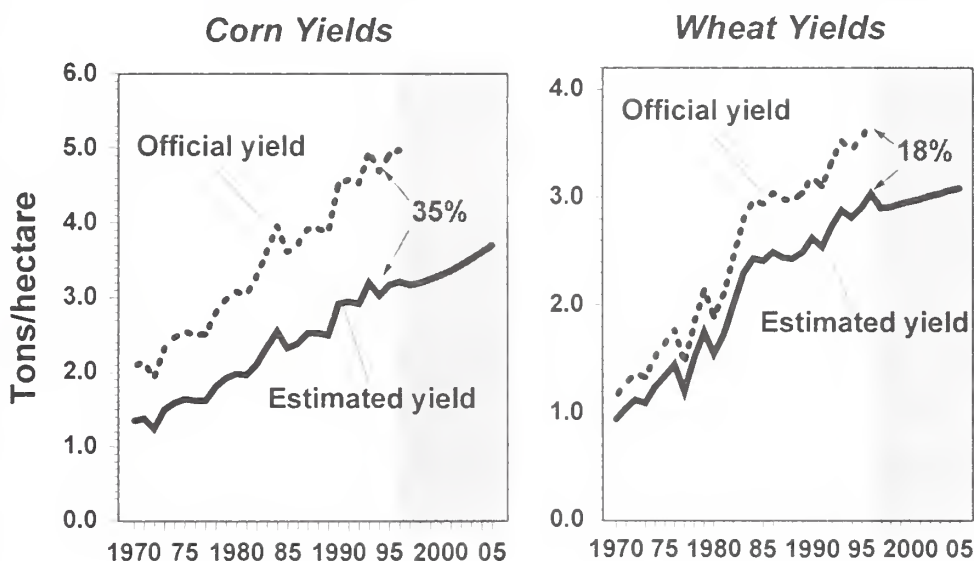 Corn Yields
Tons/hectare
6.0
5.0
4.0
3.0
2.0
1.0
0.0
Official yield
35%
Estimated yield
1970 75 1980 85 1990 95 2000 05
Wheat Yields
4.0
3.0
2.0
1.0
0.0
Official yield
18%
Estimated yield
1970 75 1980 85 1990 95 2000 05